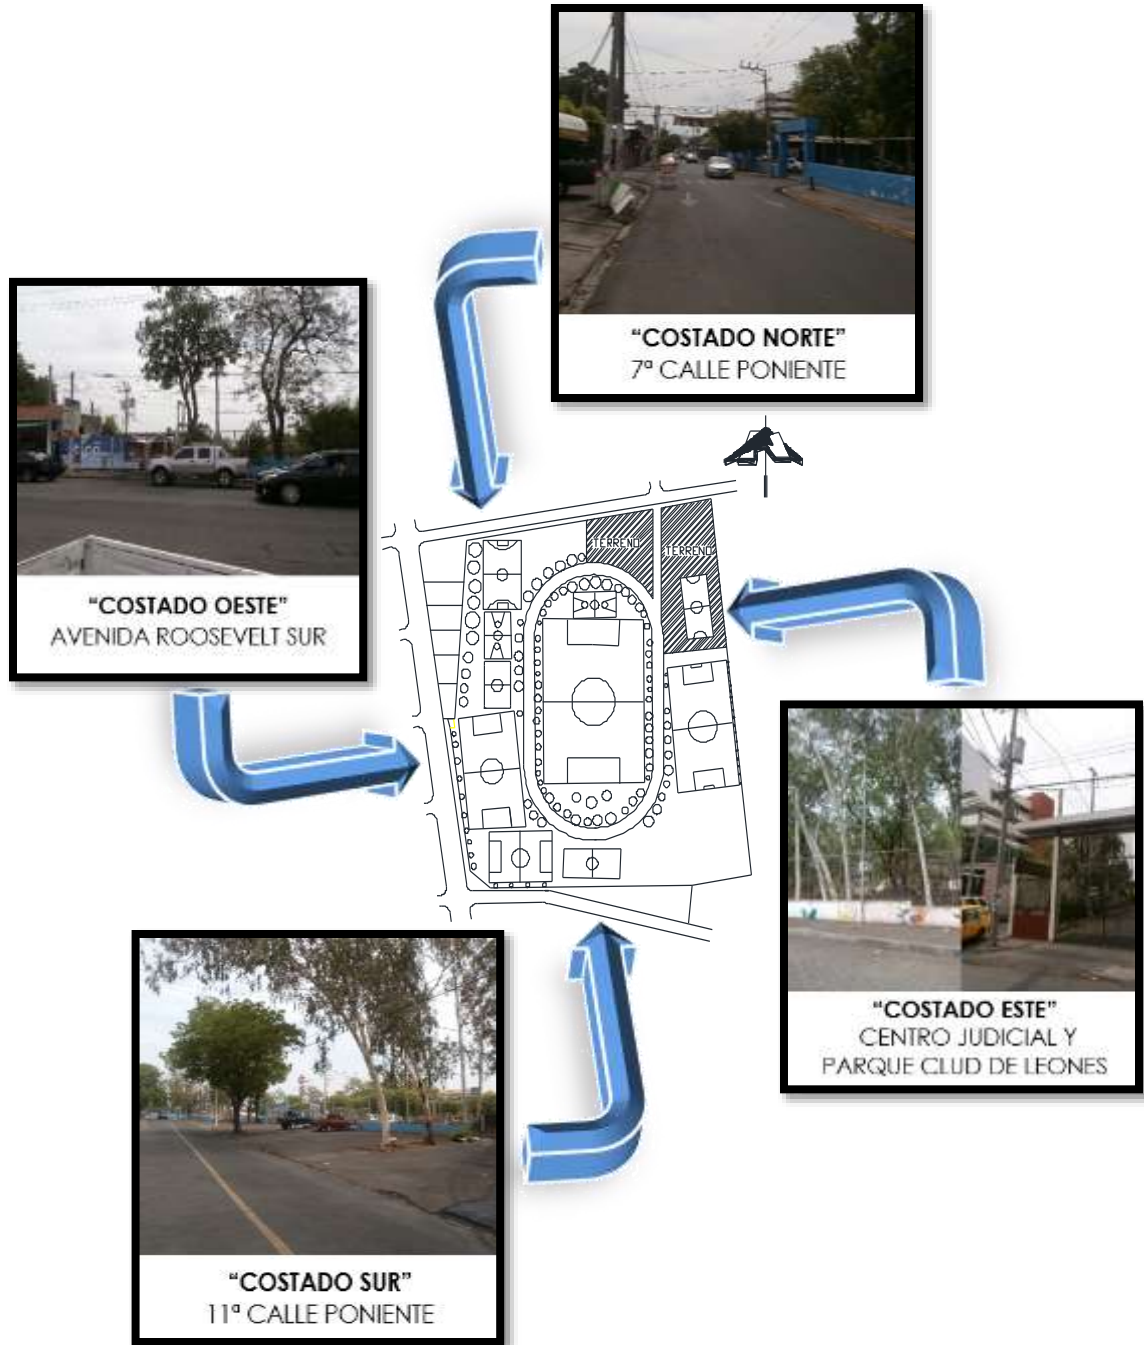 “COSTADO NORTE”
7ª CALLE PONIENTE
“COSTADO OESTE”
AVENIDA ROOSEVELT SUR
TERRENO
TERRENO
“COSTADO ESTE”
CENTRO JUDICIAL Y
PARQUE CLUD DE LEONES
“COSTADO SUR”
11ª CALLE PONIENTE